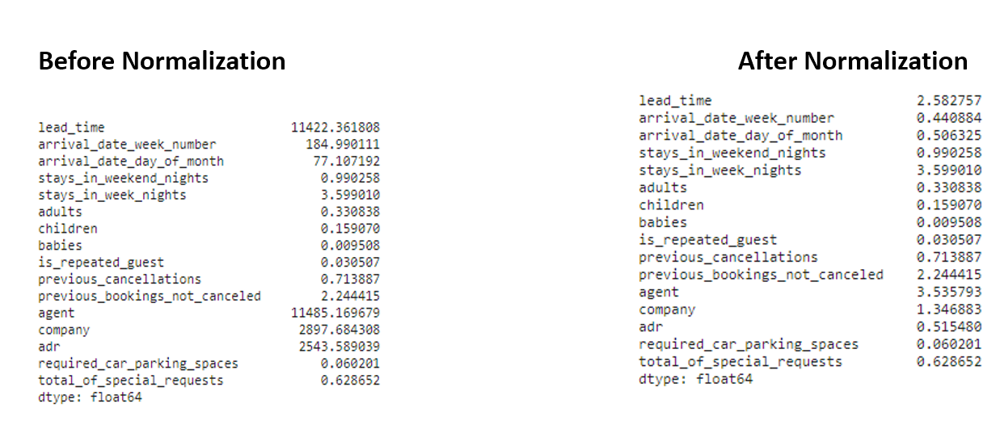 Before Normalization
lead_time 11422.361808
arrival_date_week_number 184.990111
arrival_date_day_of_month 77.107192
stays_in_weekend_nights 0.990258
stays_in_week_nights 3.599010
adults 0.330838
children 0.159070
babies 0.009508
is_repeated_guest 0.030507
previous_cancellations 0.713887
previous_bookings_not_canceled 2.244415
agent 11485.169679
company 2897.684308
adr 2543.589039
required_car_parking_spaces 0.060201
total_of_special_requests 0.628652
dtype: float64
After Normalization
lead_time 2.582757
arrival_date_week_number 0.440884
arrival_date_day_of_month 0.506325
stays_in_weekend_nights 0.990258
stays_in_week_nights 3.599010
adults 0.330838
children 0.159070
babies 0.009508
is_repeated_guest 0.030507
previous_cancellations 0.713887
previous_bookings_not_canceled 2.244415
agent 3.535793
company 1.346883
adr 0.515480
required_car_parking_spaces 0.060201
total_of_special_requests 0.628652
dtype: float64